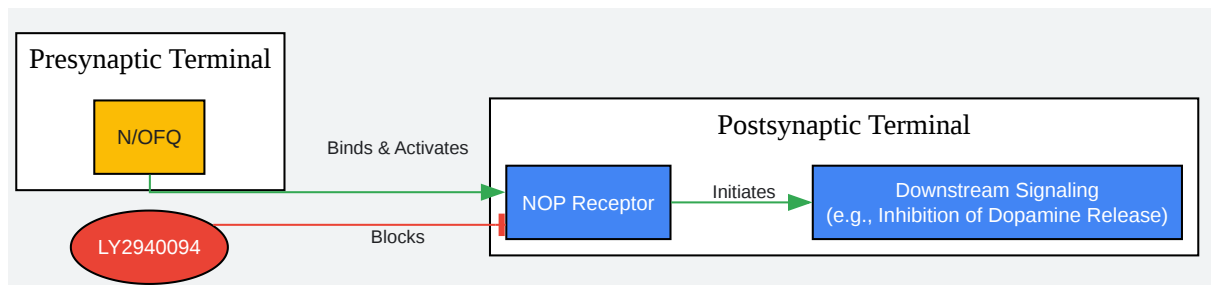 Presynaptic Terminal
N/OFQ
Binds & Activates
Postsynaptic Terminal
NOP Receptor
Initiates
Downstream Signaling
(e.g., Inhibition of Dopamine Release)
LY2940094
Blocks